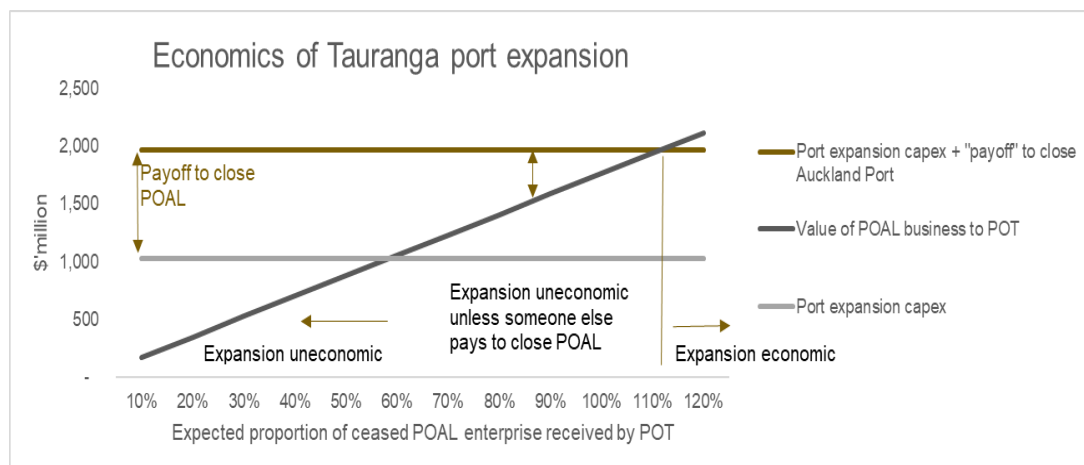 Economics of Tauranga port expansion
2,500
2,000
1,500
1,000
500
-
$'million
Payoff to close
POAL
Expansion uneconomic
Expansion uneconomic
unless someone else
pays to close POAL
Expansion economic
10% 20% 30% 40% 50% 60% 70% 80% 90% 100% 110% 120%
Expected proportion of ceased POAL enterprise received by POT
Port expansion capex + "payoff" to close
Auckland Port
Value of POAL business to POT
Port expansion capex